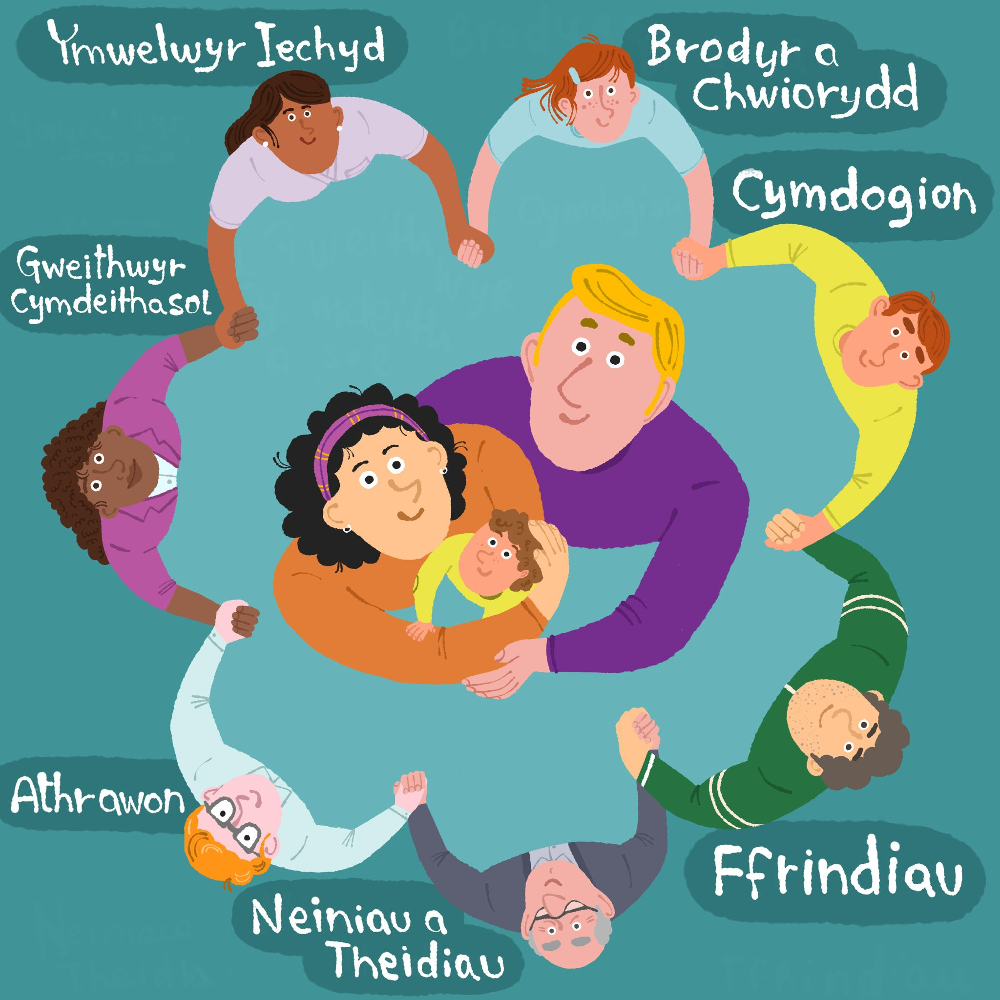 Ymwelwyr Iechyd
Brodyr a
Chwiorydd
Cymdogion
Gweithwyr
Cymdeithasol
Athrawon
Ffrindiau
Neiniau a
Theidiau